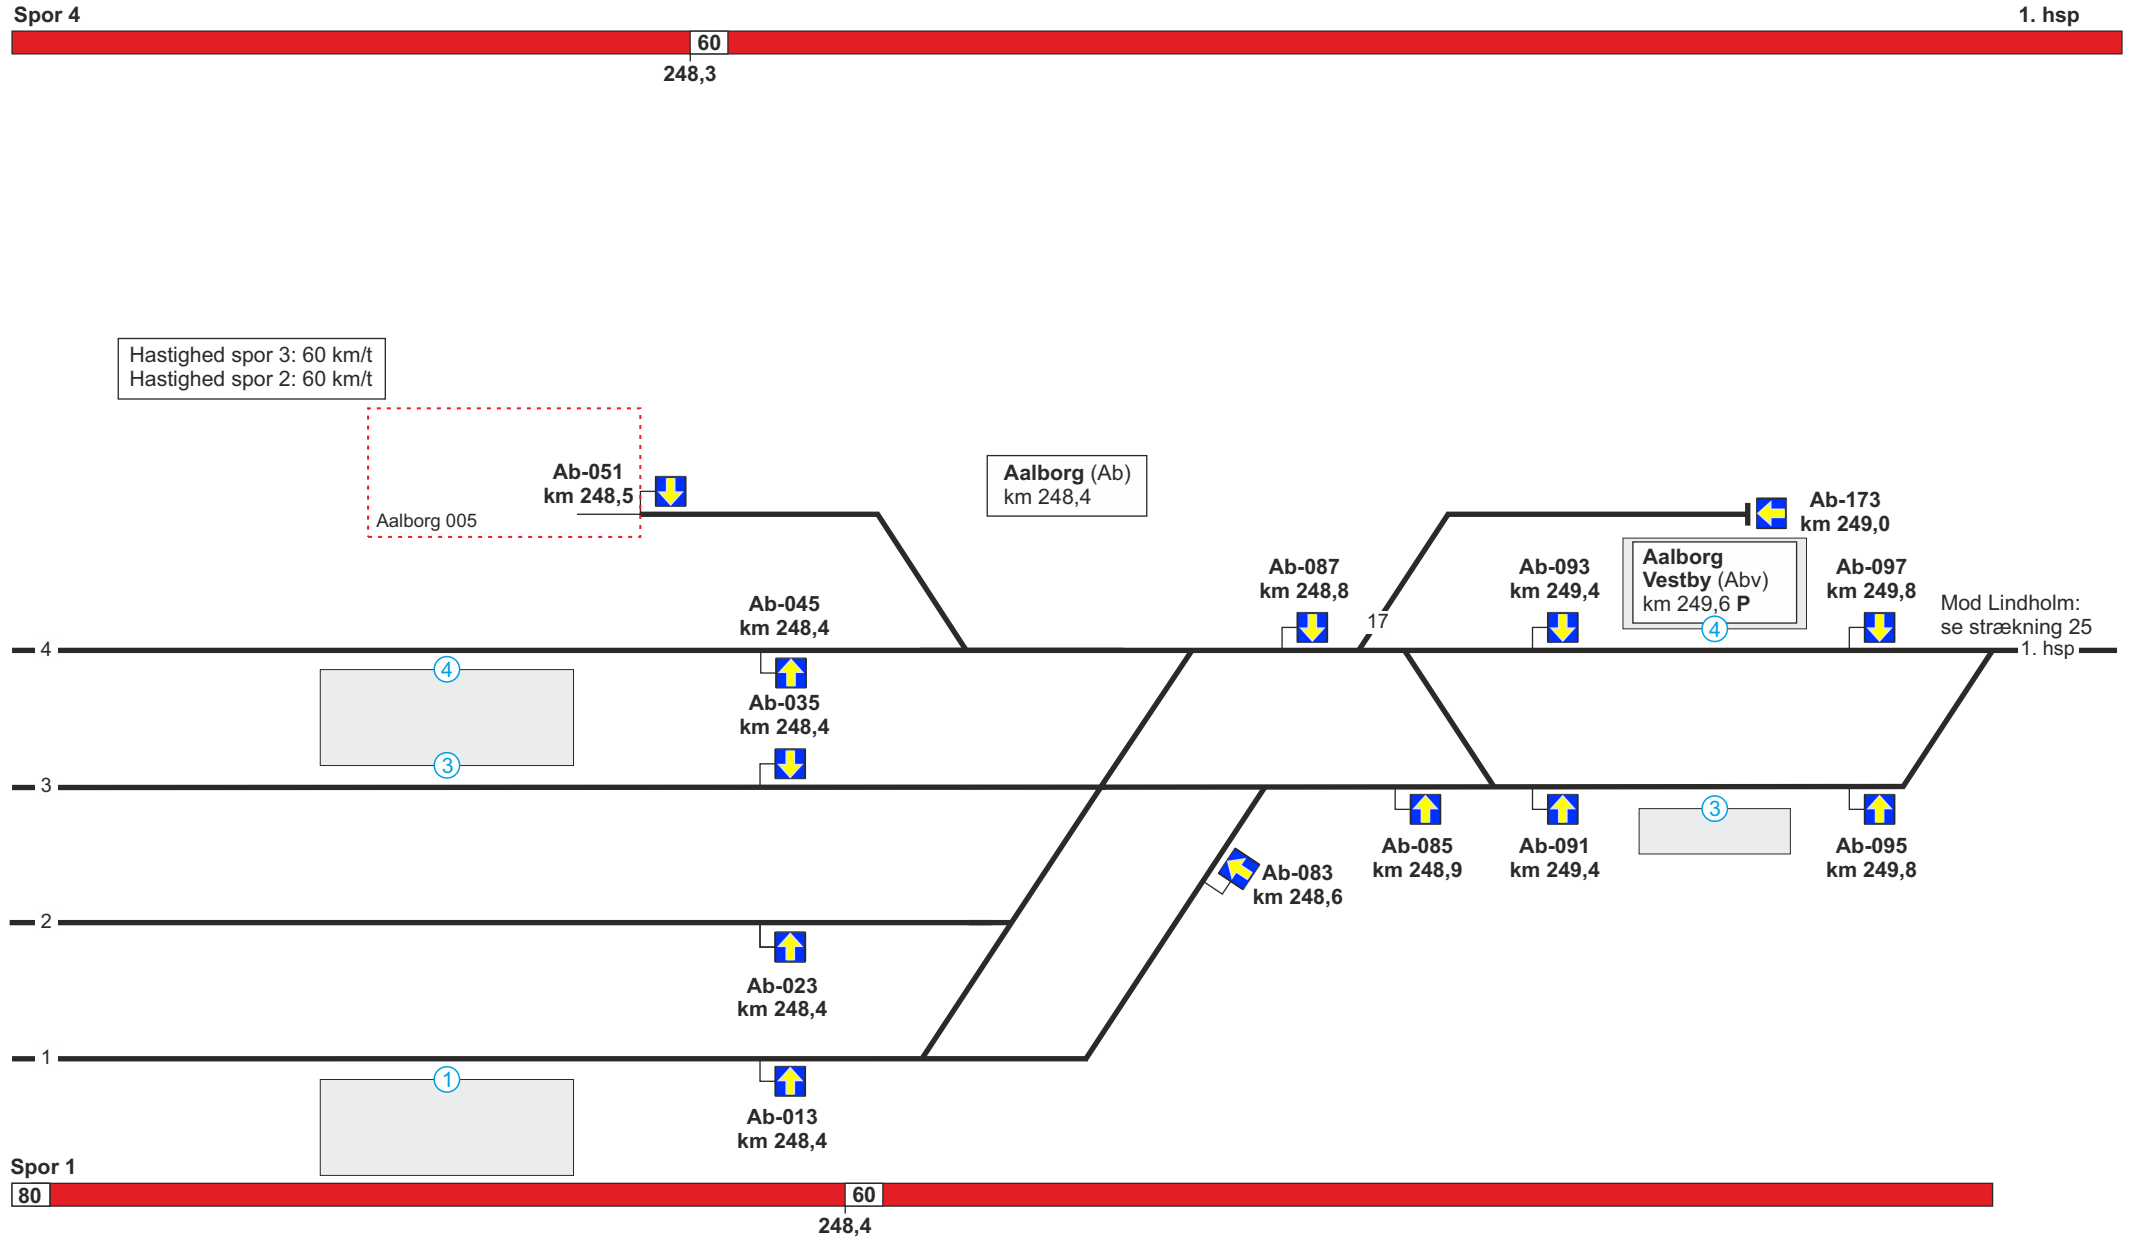 Spor 4
1. hsp
60
248,3
Hastighed spor 3: 60 km/t
Hastighed spor 2: 60 km/t
Ab-051
km 248,5
Aalborg 005
Aalborg (Ab)
km 248,4
Ab-173
km 249,0
Ab-045
km 248,4
Ab-087
km 248,8
17
Ab-093
km 249,4
Aalborg
Vestby (Abv)
km 249,6 P
4
Ab-097
km 249,8
Mod Lindholm:
se strækning 25
1. hsp
4
4
Ab-035
km 248,4
3
3
3
Ab-085
km 248,9
Ab-091
km 249,4
Ab-095
km 249,8
Ab-083
km 248,6
2
Ab-023
km 248,4
1
1
Ab-013
km 248,4
Spor 1
80
60
248,4